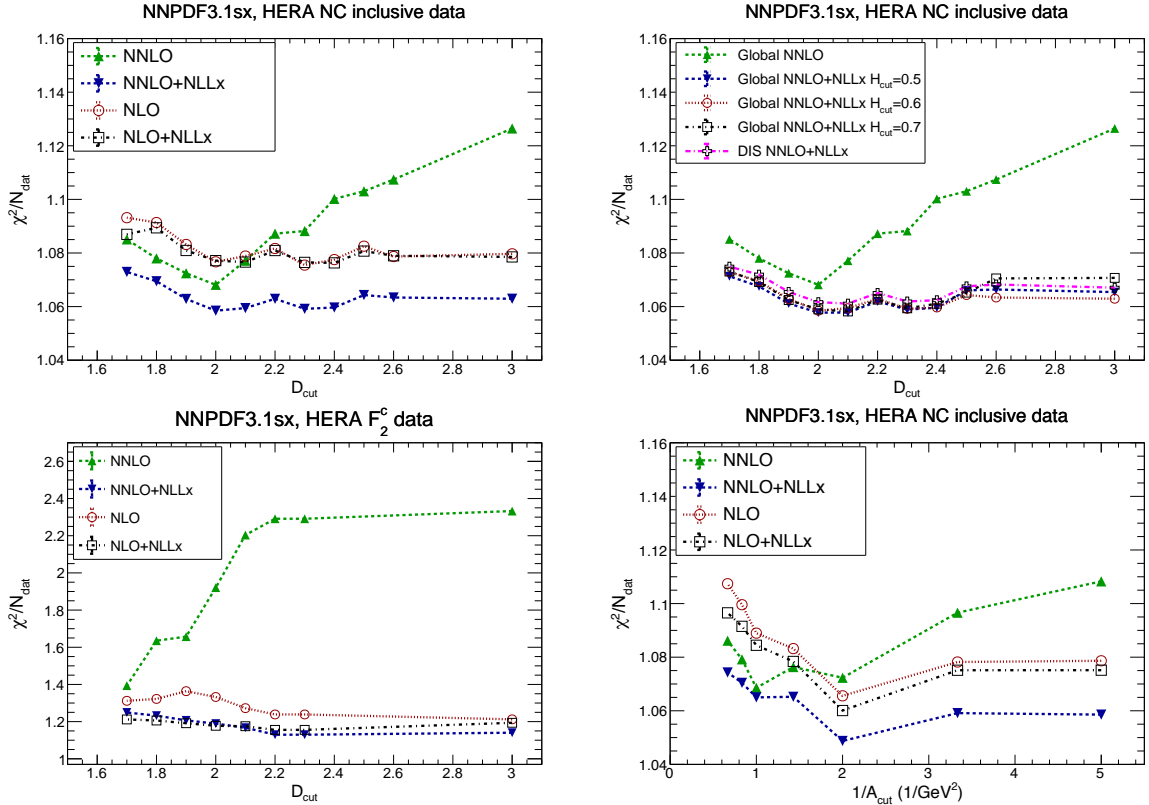 NNPDF3.1sx, HERA NC inclusive data
χ²/N_dat
1.16
1.14
1.12
1.1
1.08
1.06
1.04
NNLO
NNLO+NLLx
NLO
NLO+NLLx
1.6 1.8 2 2.2 2.4 2.6 2.8 3
D_cut
NNPDF3.1sx, HERA NC inclusive data
χ²/N_dat
1.16
1.14
1.12
1.1
1.08
1.06
1.04
Global NNLO
Global NNLO+NLLx H_cut=0.5
Global NNLO+NLLx H_cut=0.6
Global NNLO+NLLx H_cut=0.7
DIS NNLO+NLLx
1.6 1.8 2 2.2 2.4 2.6 2.8 3
D_cut
NNPDF3.1sx, HERA F₂ᶜ data
χ²/N_dat
2.6
2.4
2.2
2
1.8
1.6
1.4
1.2
1
NNLO
NNLO+NLLx
NLO
NLO+NLLx
1.6 1.8 2 2.2 2.4 2.6 2.8 3
D_cut
NNPDF3.1sx, HERA NC inclusive data
χ²/N_dat
1.16
1.14
1.12
1.1
1.08
1.06
1.04
NNLO
NNLO+NLLx
NLO
NLO+NLLx
0 1 2 3 4 5
1/A_cut (1/GeV²)